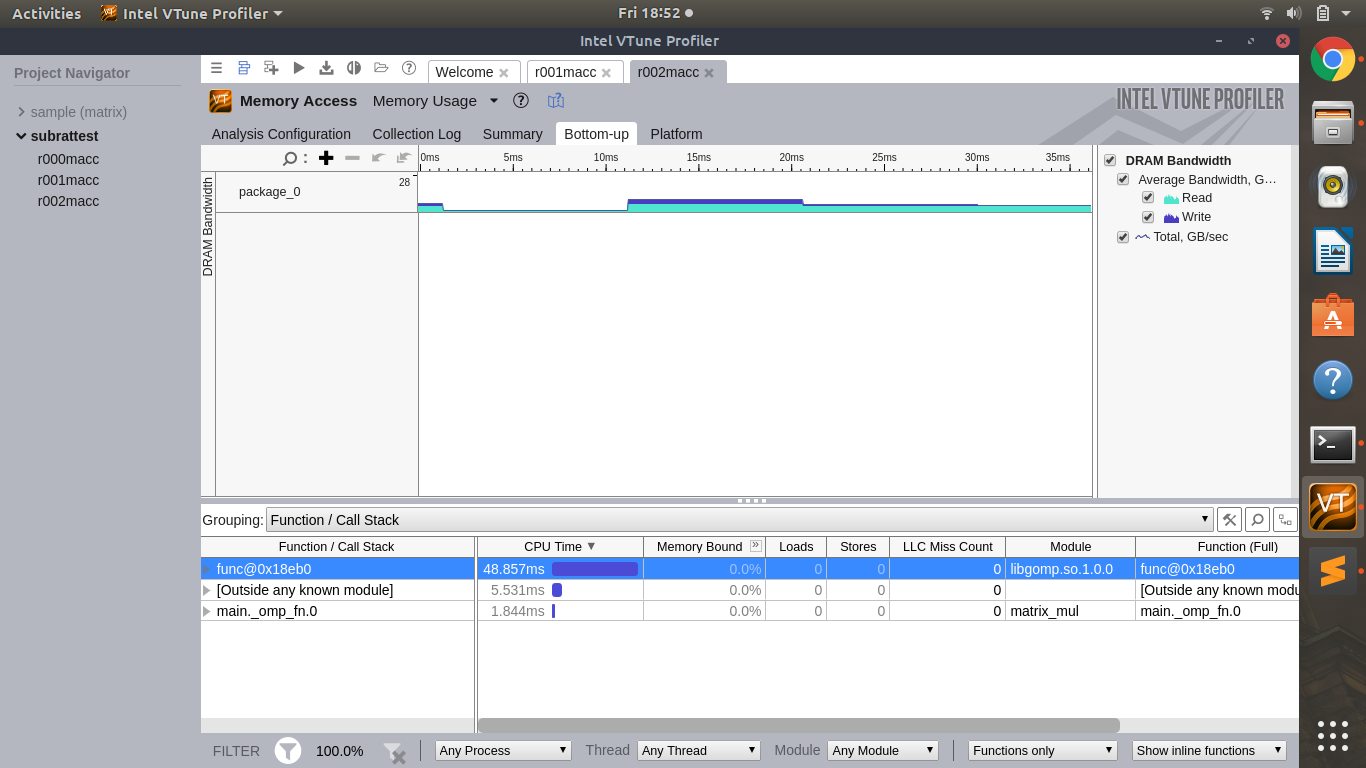 Activities Intel VTune Profiler Fri 18:52
Intel VTune Profiler
Project Navigator
sample (matrix)
subrattest
r000macc
r001macc
r002macc
Welcome r001macc r002macc
VT Memory Access Memory Usage INTEL VTUNE PROFILER
Analysis Configuration Collection Log Summary Bottom-up Platform
0ms 5ms 10ms 15ms 20ms 25ms 30ms 35ms
DRAM Bandwidth
package_0 28
DRAM Bandwidth
Average Bandwidth, G…
Read
Write
Total, GB/sec
Grouping: Function / Call Stack
Function / Call Stack CPU Time Memory Bound Loads Stores LLC Miss Count Module Function (Full)
func@0x18eb0 48.857ms 0.0% 0 0 0 libgomp.so.1.0.0 func@0x18eb0
[Outside any known module] 5.531ms 0.0% 0 0 0 [Outside any known modu
main._omp_fn.0 1.844ms 0.0% 0 0 0 matrix_mul main._omp_fn.0
FILTER 100.0% Any Process Thread Any Thread Module Any Module Functions only Show inline functions
VT